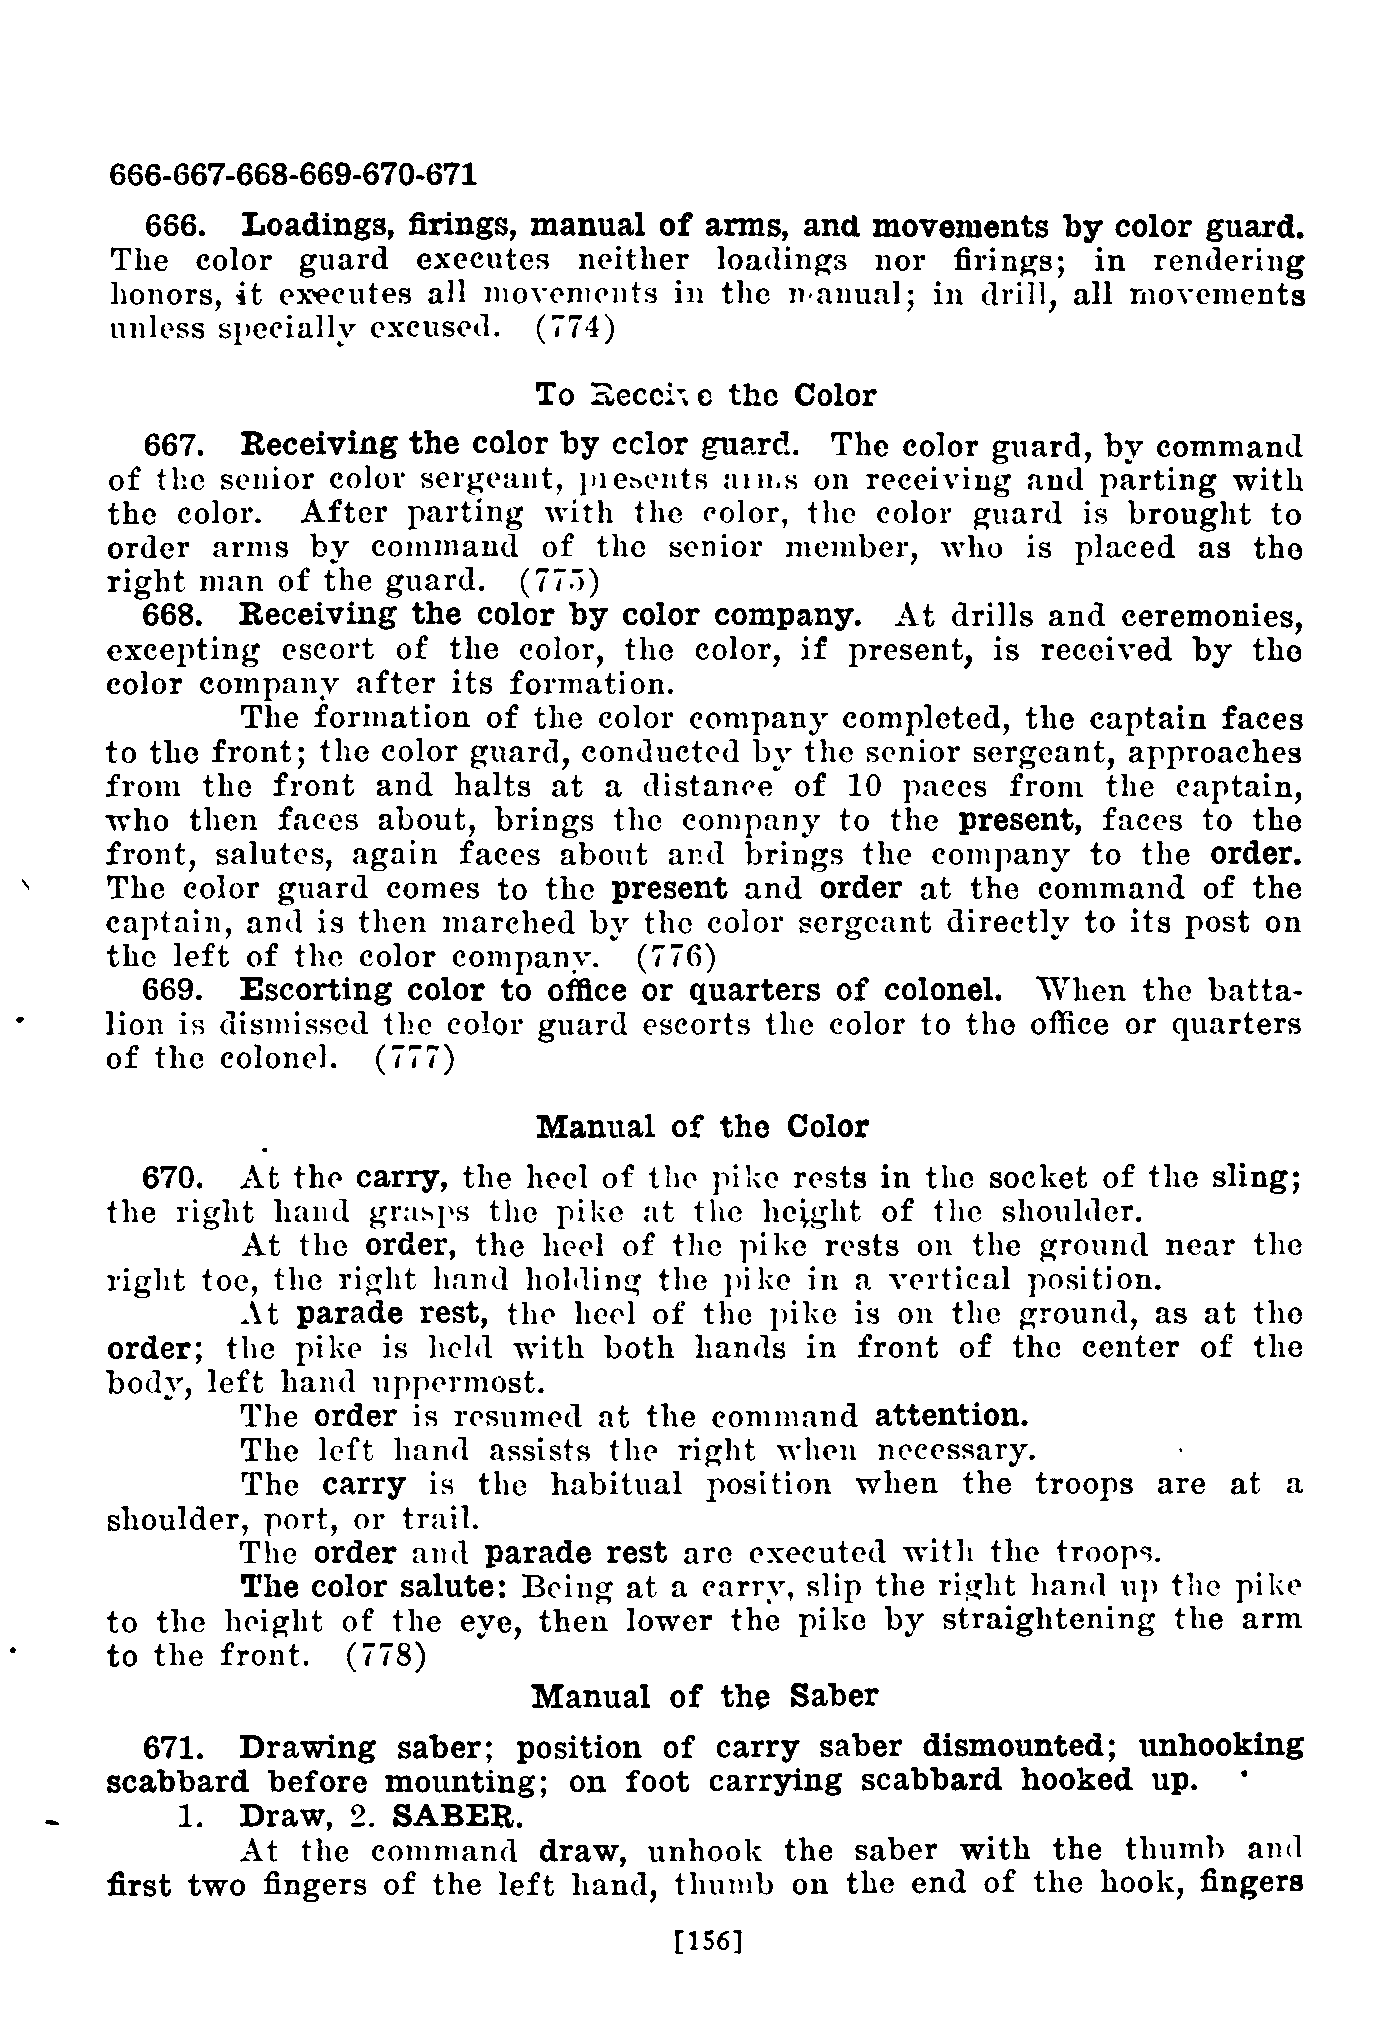 666-667-668-669-670-671
666. Loadings, firings, manual of arms, and movements by color guard.
The color guard executes neither loadings nor firings; in rendering
honors, it executes all movements in the manual; in drill, all movements
unless specially excused. (774)
To Receive the Color
667. Receiving the color by color guard. The color guard, by command
of the senior color sergeant, presents arms on receiving and parting with
the color. After parting with the color, the color guard is brought to
order arms by command of the senior member, who is placed as the
right man of the guard. (775)
668. Receiving the color by color company. At drills and ceremonies,
excepting escort of the color, the color, if present, is received by the
color company after its formation.
The formation of the color company completed, the captain faces
to the front; the color guard, conducted by the senior sergeant, approaches
from the front and halts at a distance of 10 paces from the captain,
who then faces about, brings the company to the present, faces to the
front, salutes, again faces about and brings the company to the order.
The color guard comes to the present and order at the command of the
captain, and is then marched by the color sergeant directly to its post on
the left of the color company. (776)
669. Escorting color to office or quarters of colonel. When the batta-
lion is dismissed the color guard escorts the color to the office or quarters
of the colonel. (777)
Manual of the Color
670. At the carry, the heel of the pike rests in the socket of the sling;
the right hand grasps the pike at the height of the shoulder.
At the order, the heel of the pike rests on the ground near the
right toe, the right hand holding the pike in a vertical position.
At parade rest, the heel of the pike is on the ground, as at the
order; the pike is held with both hands in front of the center of the
body, left hand uppermost.
The order is resumed at the command attention.
The left hand assists the right when necessary.
The carry is the habitual position when the troops are at a
shoulder, port, or trail.
The order and parade rest are executed with the troops.
The color salute: Being at a carry, slip the right hand up the pike
to the height of the eye, then lower the pike by straightening the arm
to the front. (778)
Manual of the Saber
671. Drawing saber; position of carry saber dismounted; unhooking
scabbard before mounting; on foot carrying scabbard hooked up.
1. Draw, 2. SABER.
At the command draw, unhook the saber with the thumb and
first two fingers of the left hand, thumb on the end of the hook, fingers
[156]